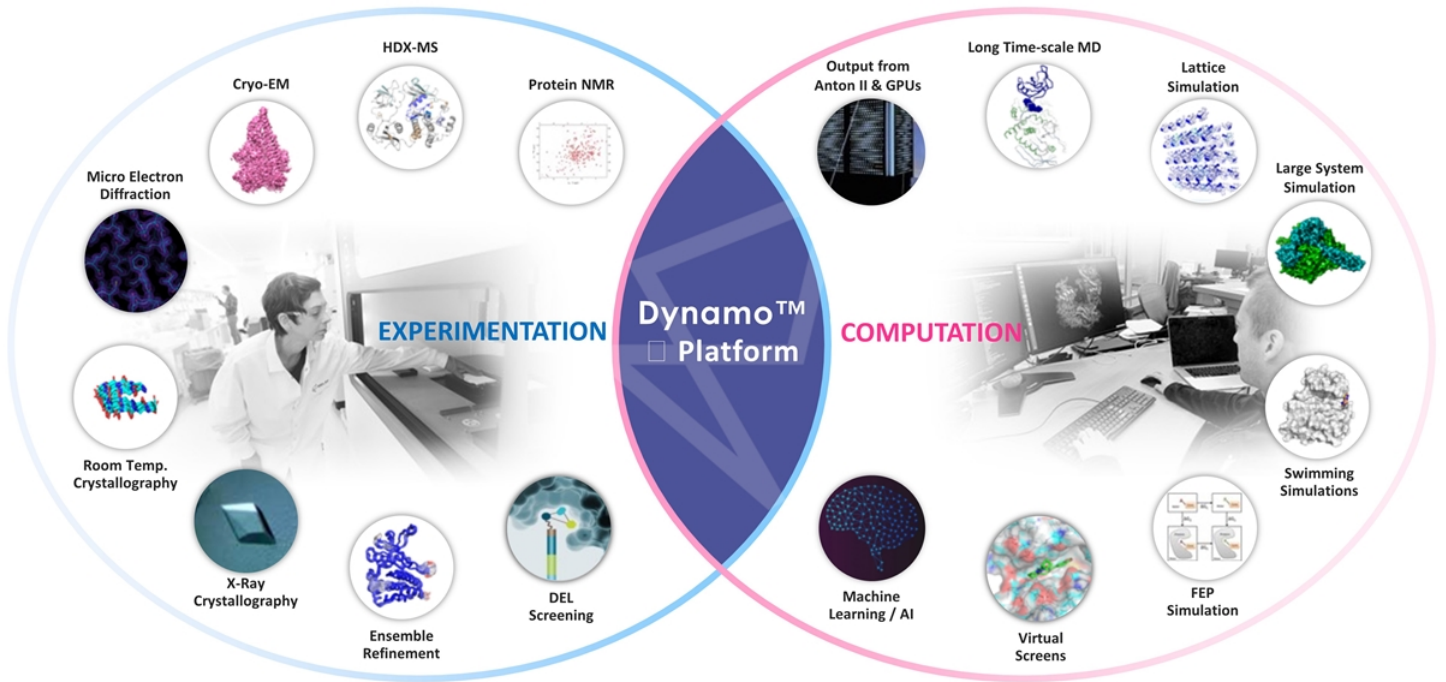 HDX-MS
Cryo-EM
Protein NMR
Micro Electron
Diffraction
EXPERIMENTATION
Room Temp.
Crystallography
X-Ray
Crystallography
Ensemble
Refinement
DEL
Screening
Dynamo™
Platform
Output from
Anton II & GPUs
Long Time-scale MD
Lattice
Simulation
Large System
Simulation
COMPUTATION
Swimming
Simulations
FEP
Simulation
Virtual
Screens
Machine
Learning / AI